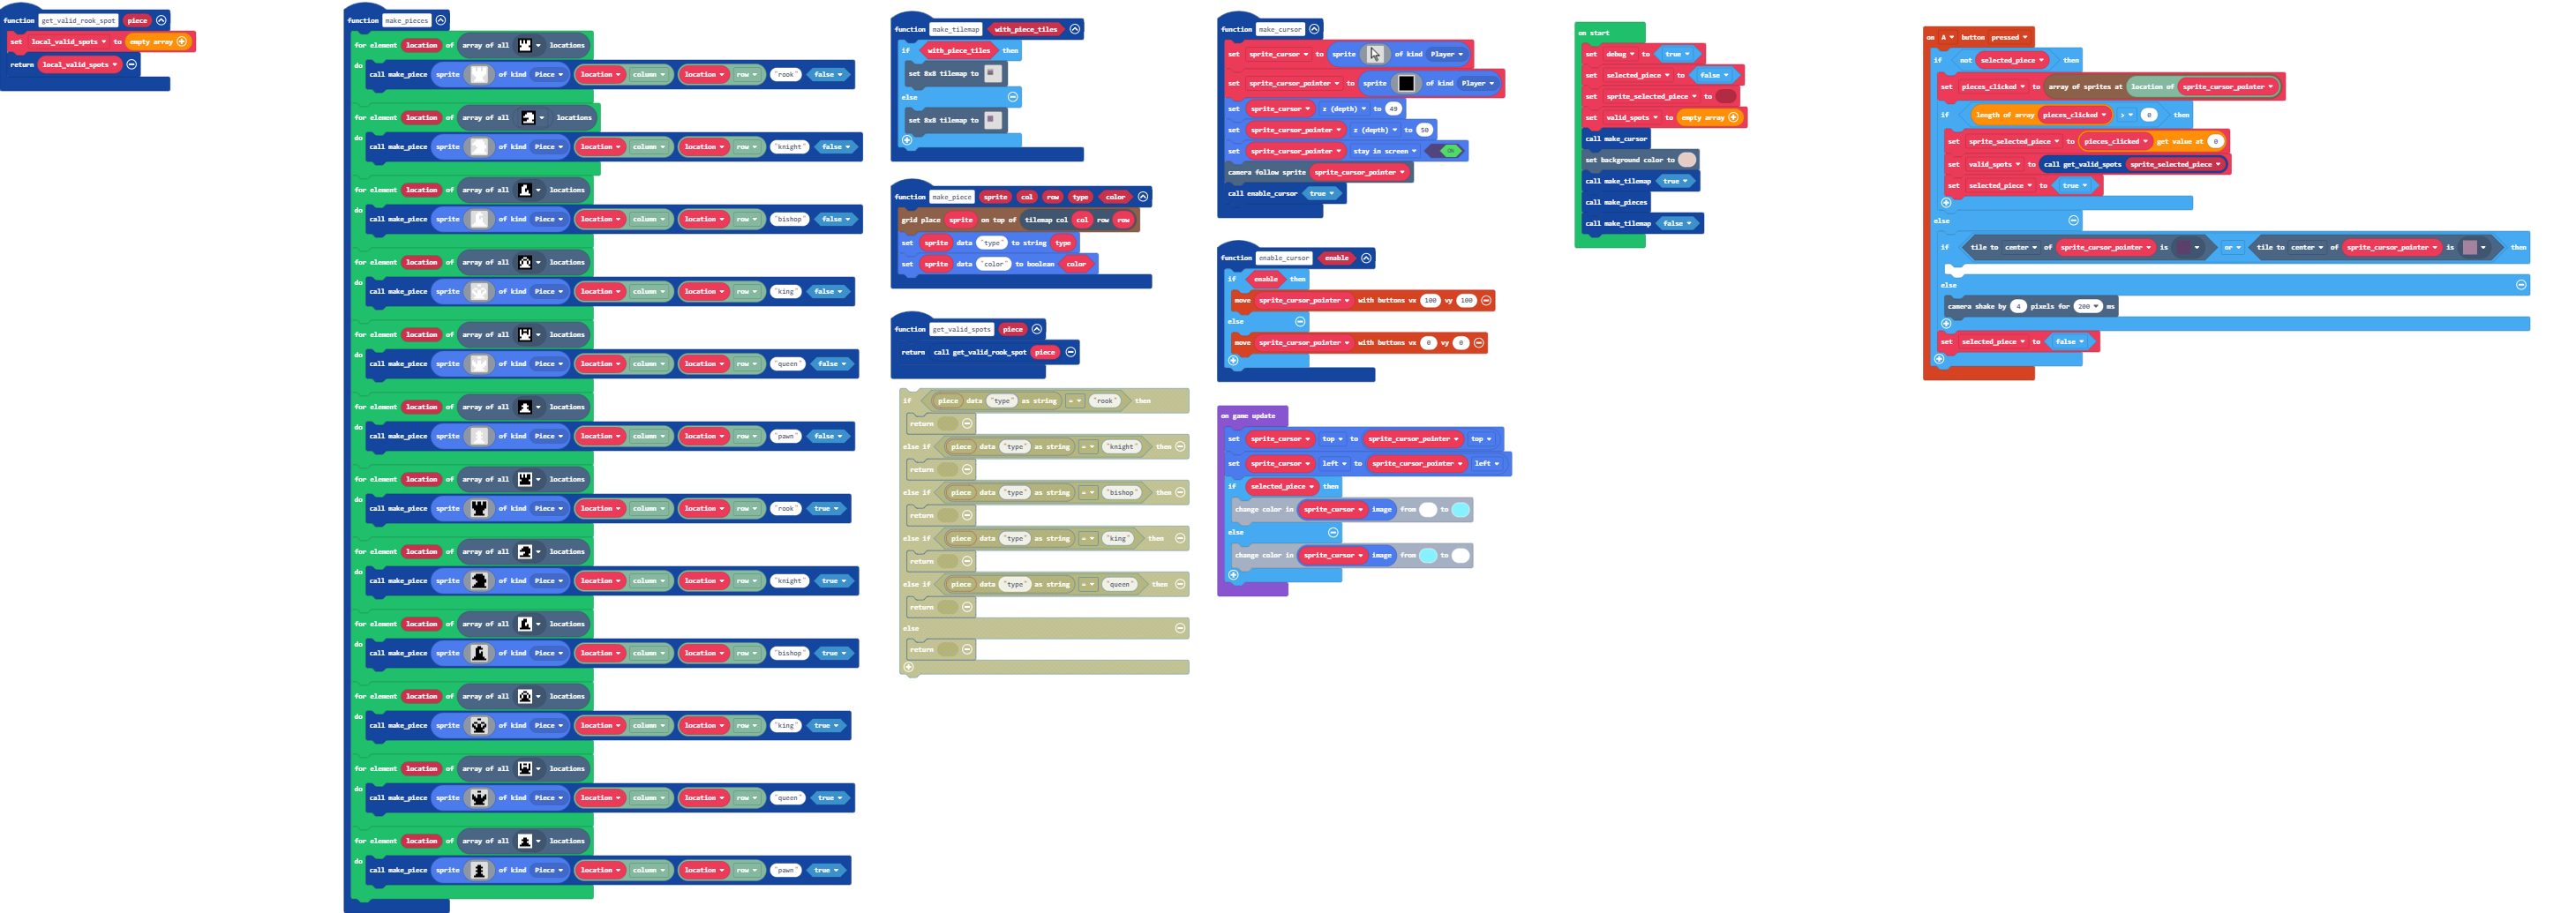 function get_valid_rook_spot piece
set local_valid_spots to empty array
return local_valid_spots
function make_pieces
for element location of array of all locations
do
call make_piece sprite of kind Piece location column location row "rook" false
for element location of array of all locations
do
call make_piece sprite of kind Piece location column location row "knight" false
for element location of array of all locations
do
call make_piece sprite of kind Piece location column location row "bishop" false
for element location of array of all locations
do
call make_piece sprite of kind Piece location column location row "king" false
for element location of array of all locations
do
call make_piece sprite of kind Piece location column location row "queen" false
for element location of array of all locations
do
call make_piece sprite of kind Piece location column location row "pawn" false
for element location of array of all locations
do
call make_piece sprite of kind Piece location column location row "rook" true
for element location of array of all locations
do
call make_piece sprite of kind Piece location column location row "knight" true
for element location of array of all locations
do
call make_piece sprite of kind Piece location column location row "bishop" true
for element location of array of all locations
do
call make_piece sprite of kind Piece location column location row "king" true
for element location of array of all locations
do
call make_piece sprite of kind Piece location column location row "queen" true
for element location of array of all locations
do
call make_piece sprite of kind Piece location column location row "pawn" true
function make_tilemap with_piece_tiles
if with_piece_tiles then
set 8x8 tilemap to
else
set 8x8 tilemap to
function make_piece sprite col row type color
grid place sprite on top of tilemap col col row row
set sprite data "type" to string type
set sprite data "color" to boolean color
function get_valid_spots piece
return call get_valid_rook_spot piece
if piece data "type" as string = "rook" then
return
else if piece data "type" as string = "knight" then
return
else if piece data "type" as string = "bishop" then
return
else if piece data "type" as string = "king" then
return
else if piece data "type" as string = "queen" then
return
else
return
function make_cursor
set sprite_cursor to sprite of kind Player
set sprite_cursor_pointer to sprite of kind Player
set sprite_cursor z (depth) to 49
set sprite_cursor_pointer z (depth) to 50
set sprite_cursor_pointer stay in screen ON
camera follow sprite sprite_cursor_pointer
call enable_cursor true
function enable_cursor enable
if enable then
move sprite_cursor_pointer with buttons vx 100 vy 100
else
move sprite_cursor_pointer with buttons vx 0 vy 0
on game update
set sprite_cursor top to sprite_cursor_pointer top
set sprite_cursor left to sprite_cursor_pointer left
if selected_piece then
change color in sprite_cursor image from to
else
change color in sprite_cursor image from to
on start
set debug to true
set selected_piece to false
set sprite_selected_piece to
set valid_spots to empty array
call make_cursor
set background color to
call make_tilemap true
call make_pieces
call make_tilemap false
on A button pressed
if not selected_piece then
set pieces_clicked to array of sprites at location of sprite_cursor_pointer
if length of array pieces_clicked > 0 then
set sprite_selected_piece to pieces_clicked get value at 0
set valid_spots to call get_valid_spots sprite_selected_piece
set selected_piece to true
else
if tile to center of sprite_cursor_pointer is or tile to center of sprite_cursor_pointer is then
else
camera shake by 4 pixels for 200 ms
set selected_piece to false